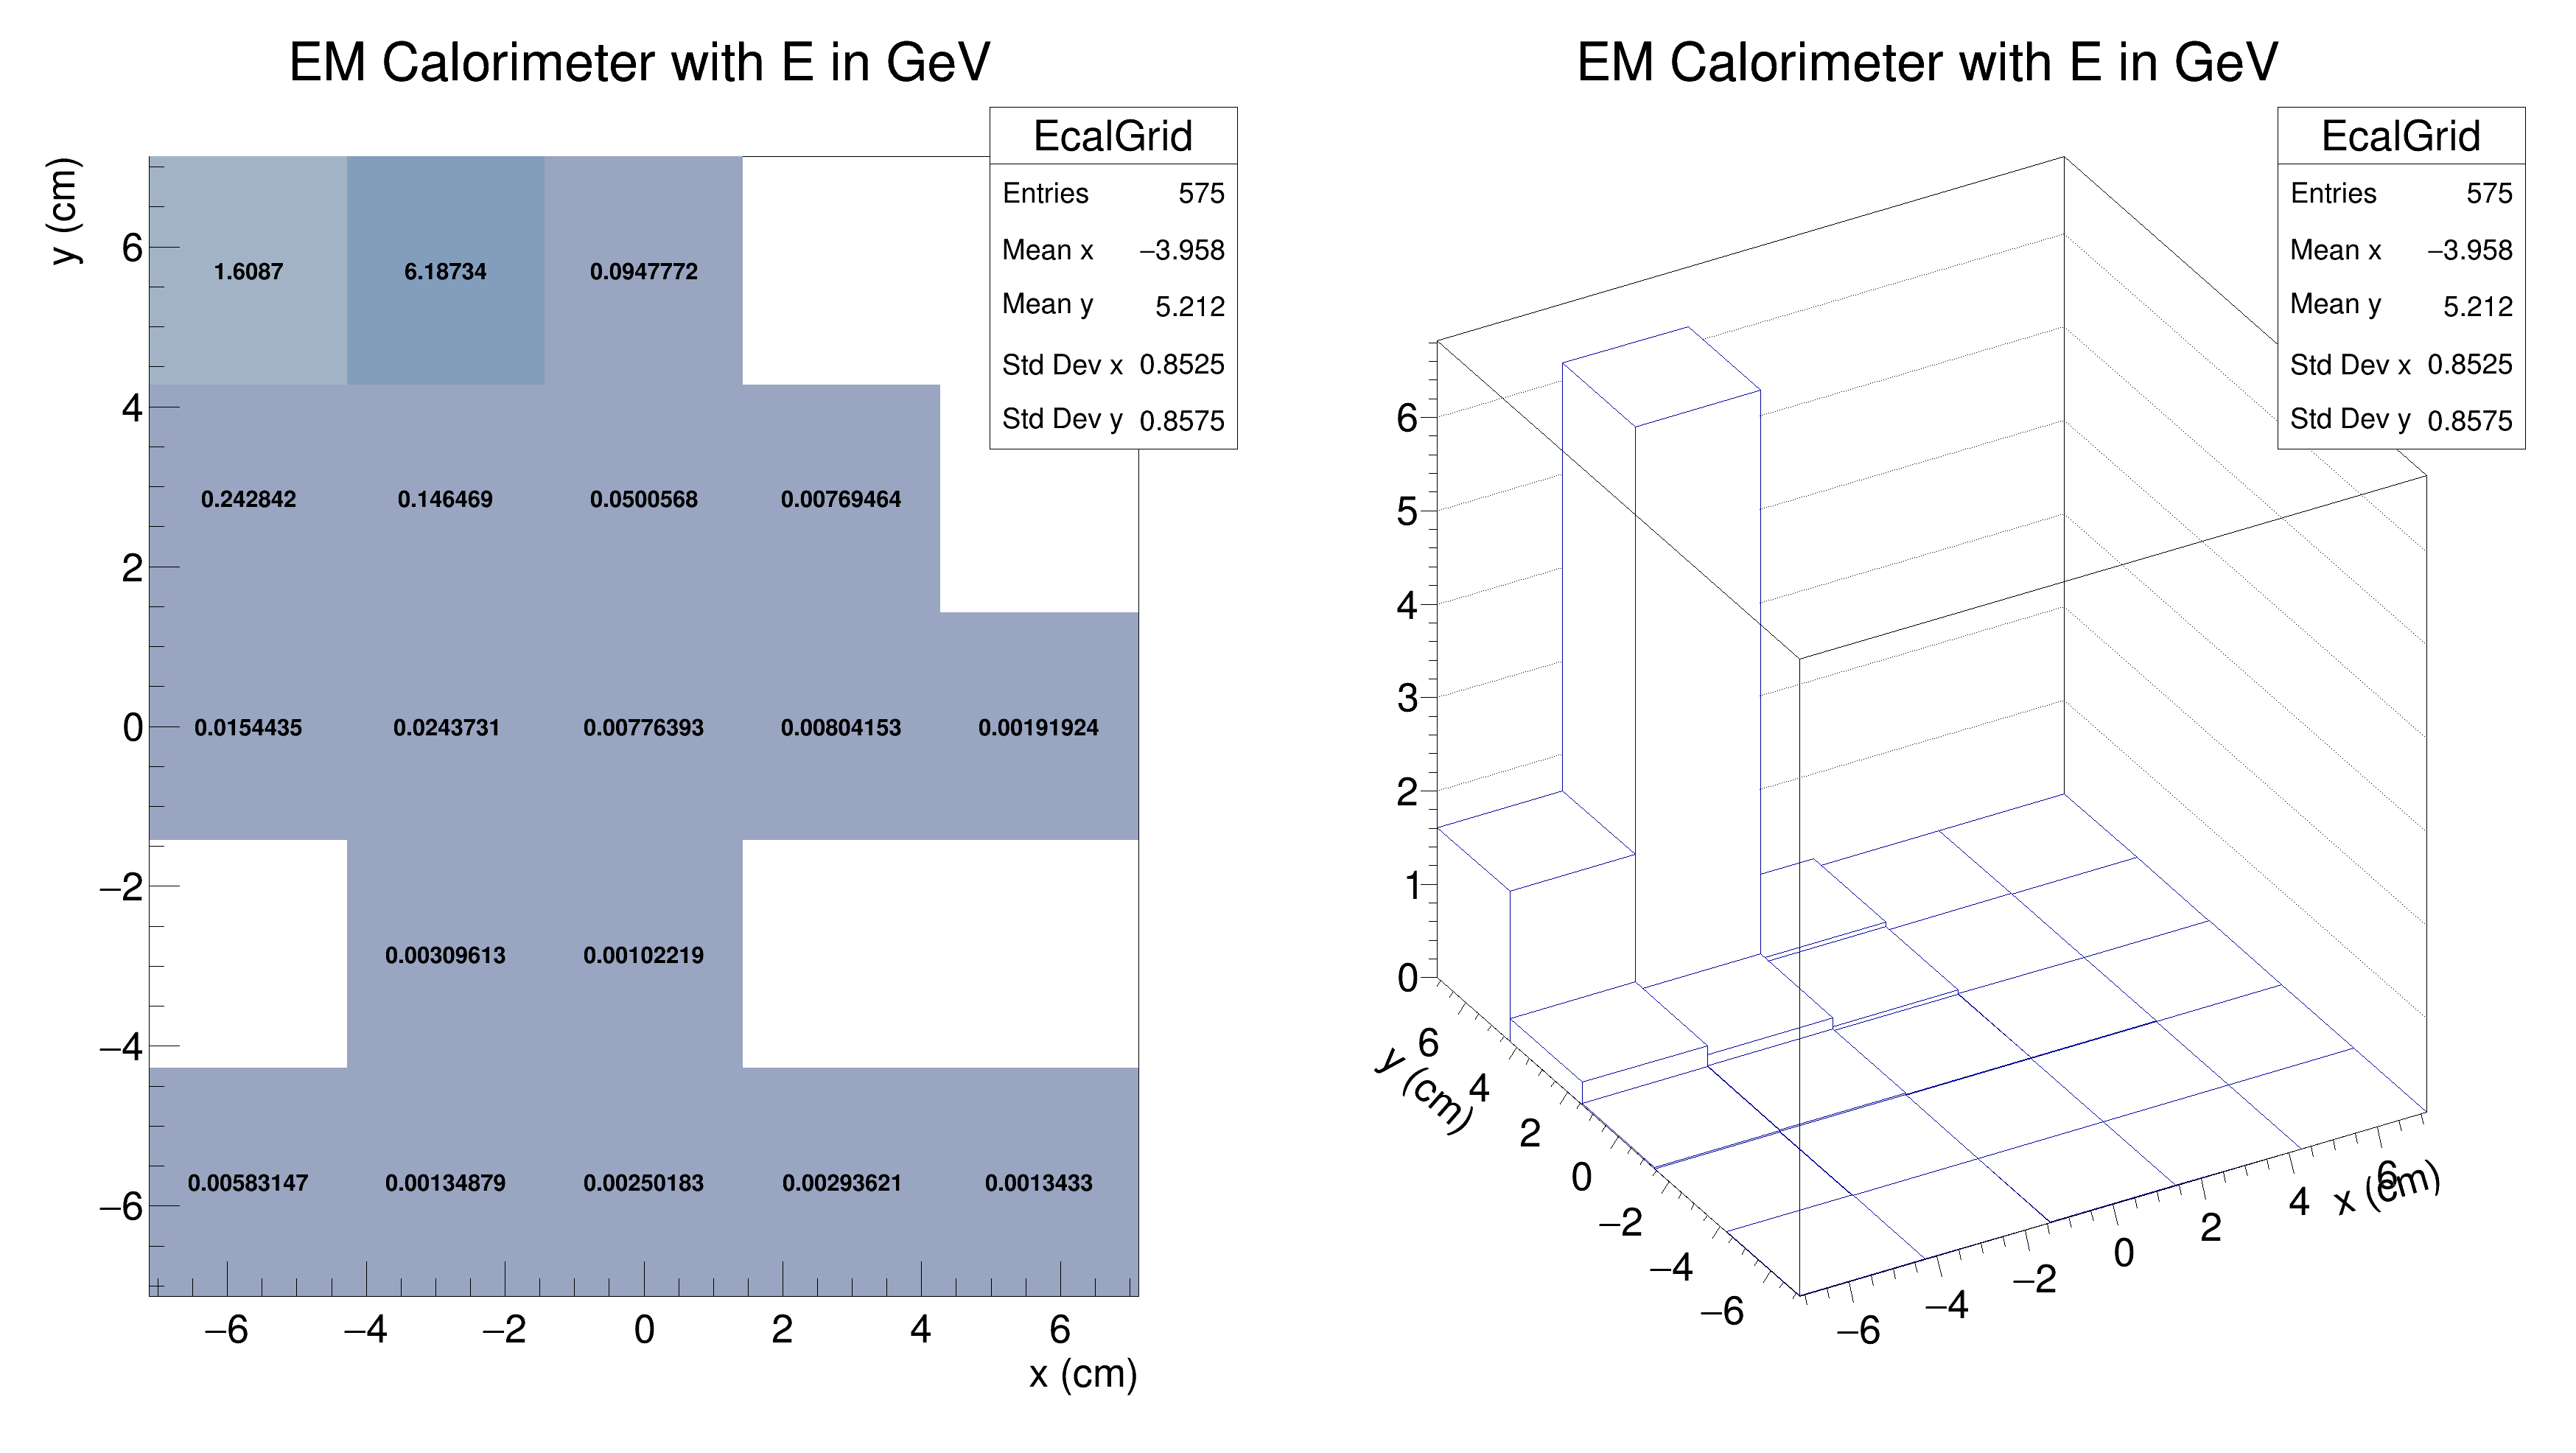 EM Calorimeter with E in GeV
EcalGrid
Entries 575
Mean x −3.958
Mean y 5.212
Std Dev x 0.8525
Std Dev y 0.8575
y (cm)
6
4
2
0
−2
−4
−6
1.6087 6.18734 0.0947772
0.242842 0.146469 0.0500568 0.00769464
0.0154435 0.0243731 0.00776393 0.00804153 0.00191924
0.00309613 0.00102219
0.00583147 0.00134879 0.00250183 0.00293621 0.0013433
−6 −4 −2 0 2 4 6
x (cm)
EM Calorimeter with E in GeV
EcalGrid
Entries 575
Mean x −3.958
Mean y 5.212
Std Dev x 0.8525
Std Dev y 0.8575
6
5
4
3
2
1
0
y (cm)
6
4
2
0
−2
−4
−6
−6 −4 −2 0 2 4 6
x (cm)